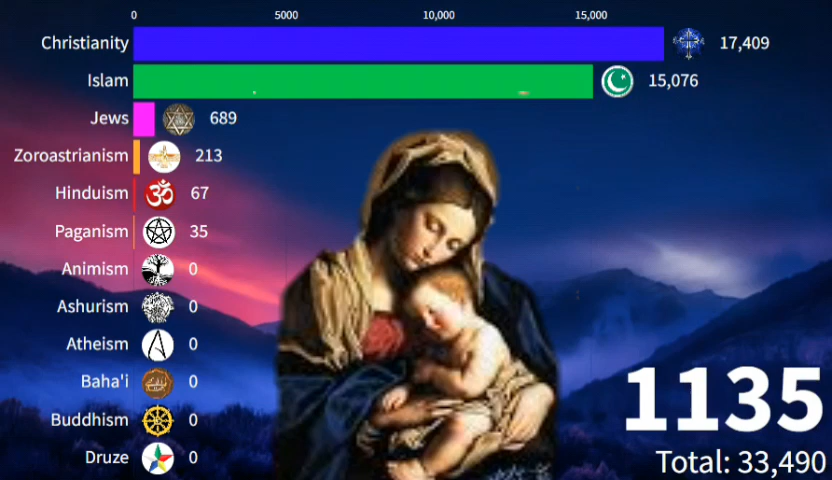 0 5000 10,000 15,000
Christianity 17,409
Islam 15,076
Jews 689
Zoroastrianism 213
Hinduism 67
Paganism 35
Animism 0
Ashurism 0
Atheism 0
Baha'i 0
Buddhism 0
Druze 0
1135
Total: 33,490